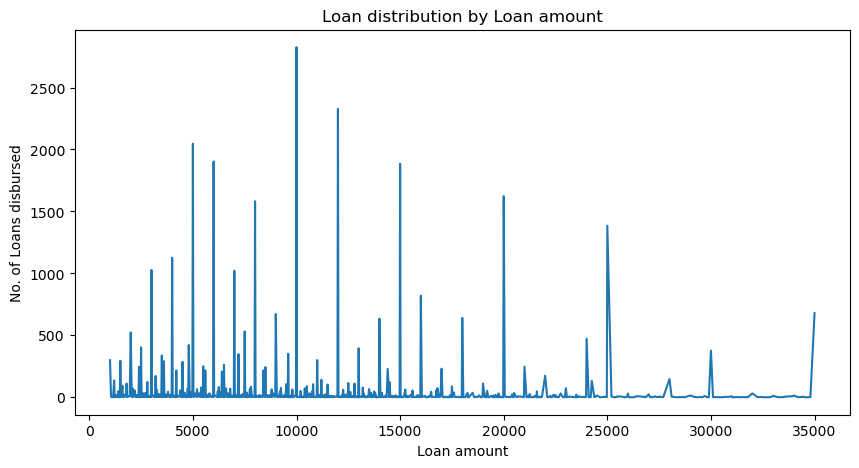 Loan distribution by Loan amount
No. of Loans disbursed
2500
2000
1500
1000
500
0
0 5000 10000 15000 20000 25000 30000 35000
Loan amount